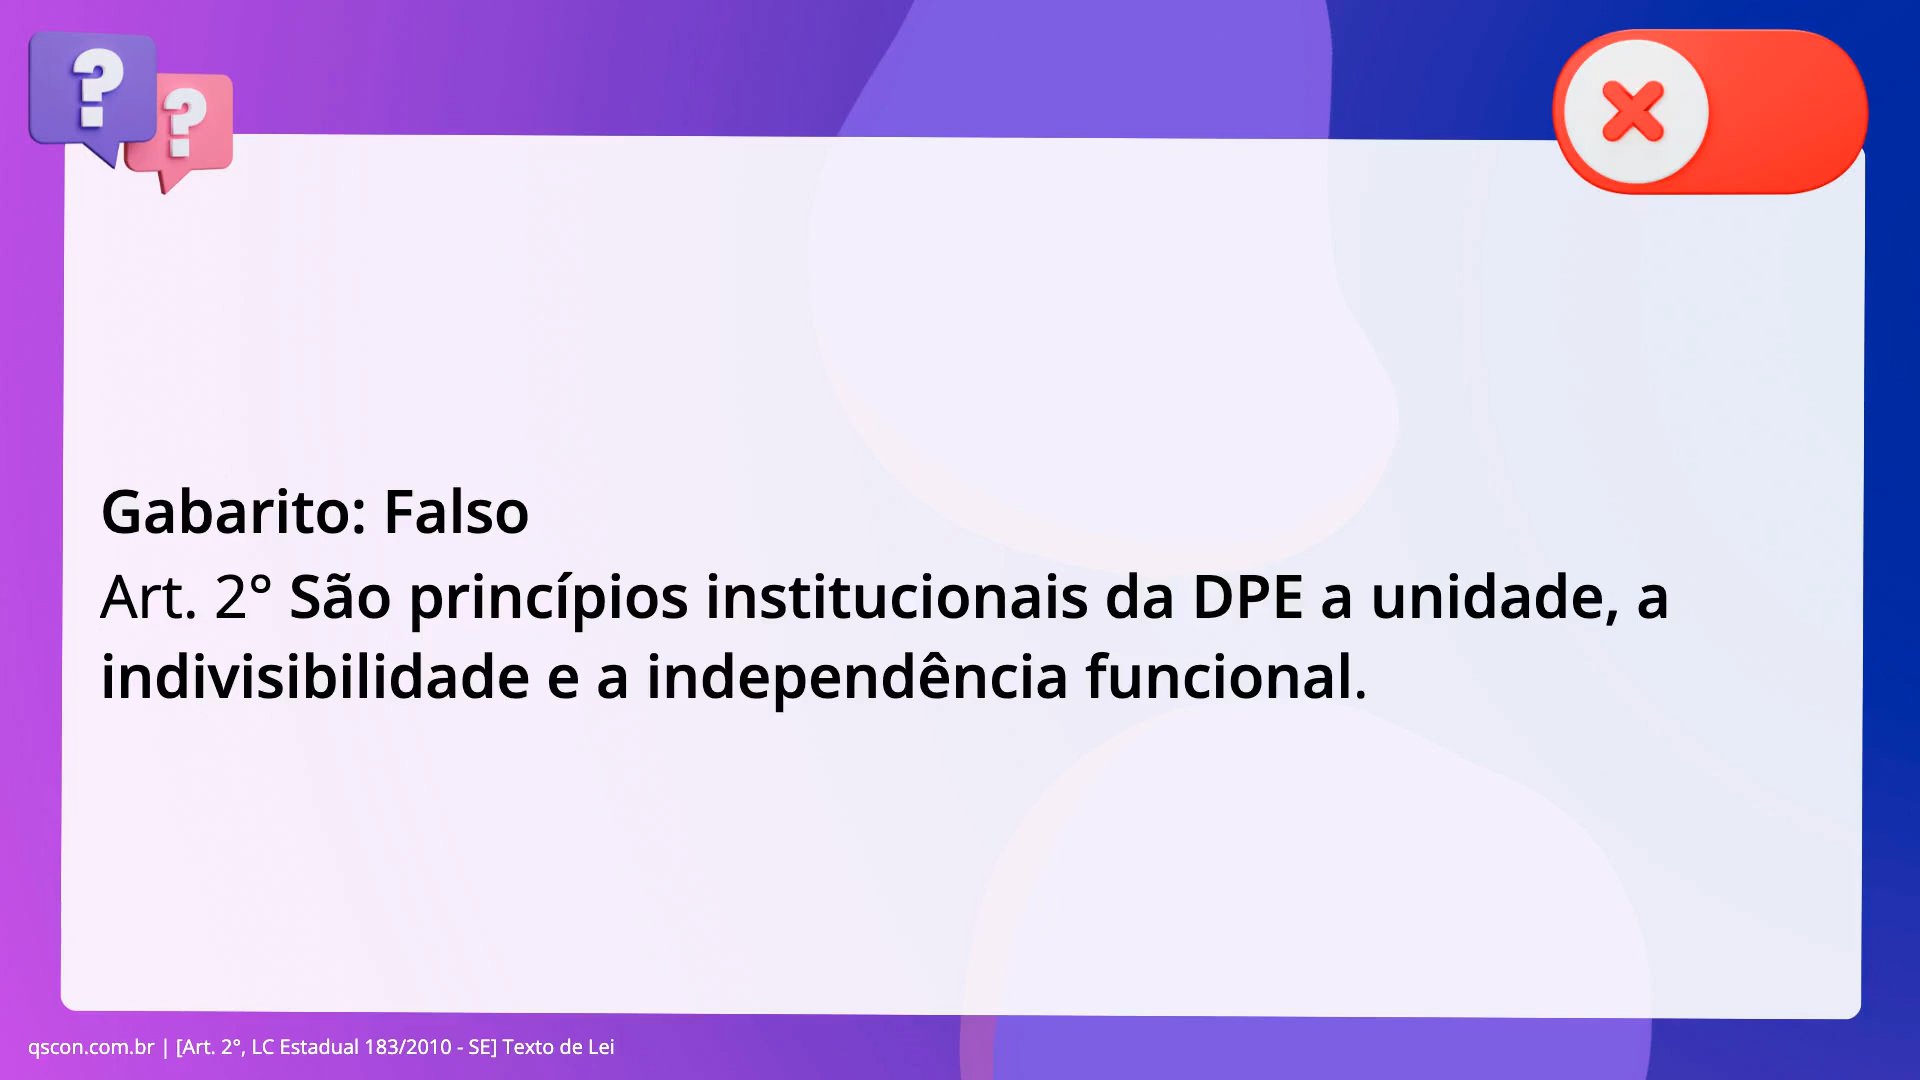 Gabarito: Falso
Art. 2° São princípios institucionais da DPE a unidade, a
indivisibilidade e a independência funcional.
qscon.com.br | [Art. 2°, LC Estadual 183/2010 - SE] Texto de Lei